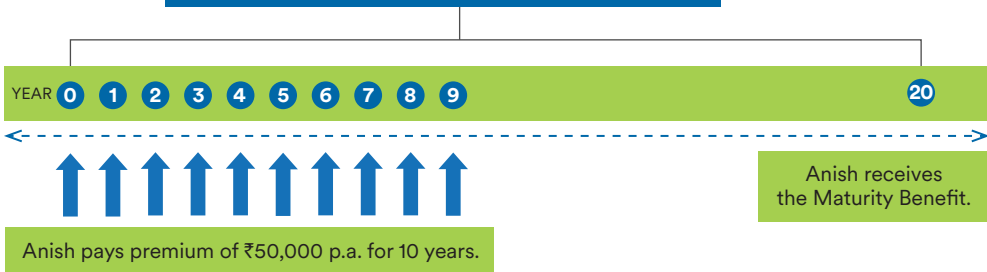 YEAR 0 1 2 3 4 5 6 7 8 9 20
Anish receives
the Maturity Benefit.
Anish pays premium of ₹50,000 p.a. for 10 years.